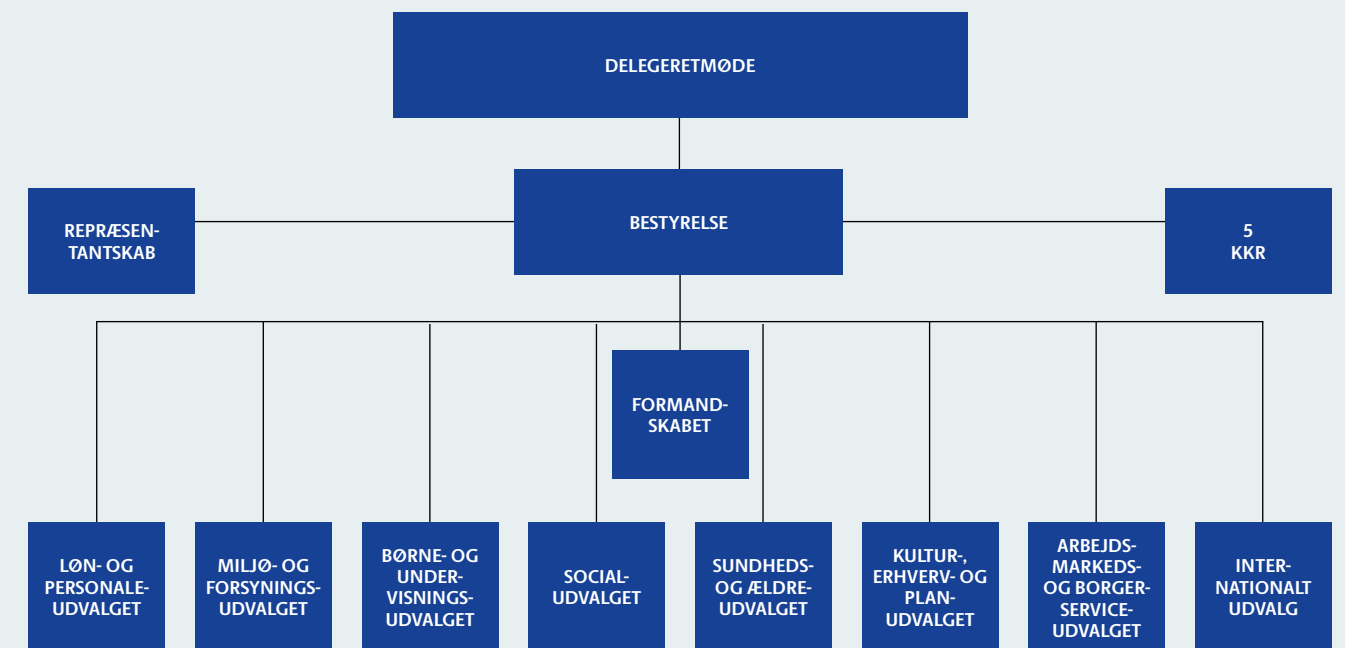 DELEGERETMØDE
REPRÆSEN-
TANTSKAB
BESTYRELSE
5
KKR
FORMAND-
SKABET
LØN- OG
PERSONALE-
UDVALGET
MILJØ- OG
FORSYNINGS-
UDVALGET
BØRNE- OG
UNDER-
VISNINGS-
UDVALGET
SOCIAL-
UDVALGET
SUNDHEDS-
OG ÆLDRE-
UDVALGET
KULTUR-,
ERHVERV- OG
PLAN-
UDVALGET
ARBEJDS-
MARKEDS-
OG BORGER-
SERVICE-
UDVALGET
INTER-
NATIONALT
UDVALG